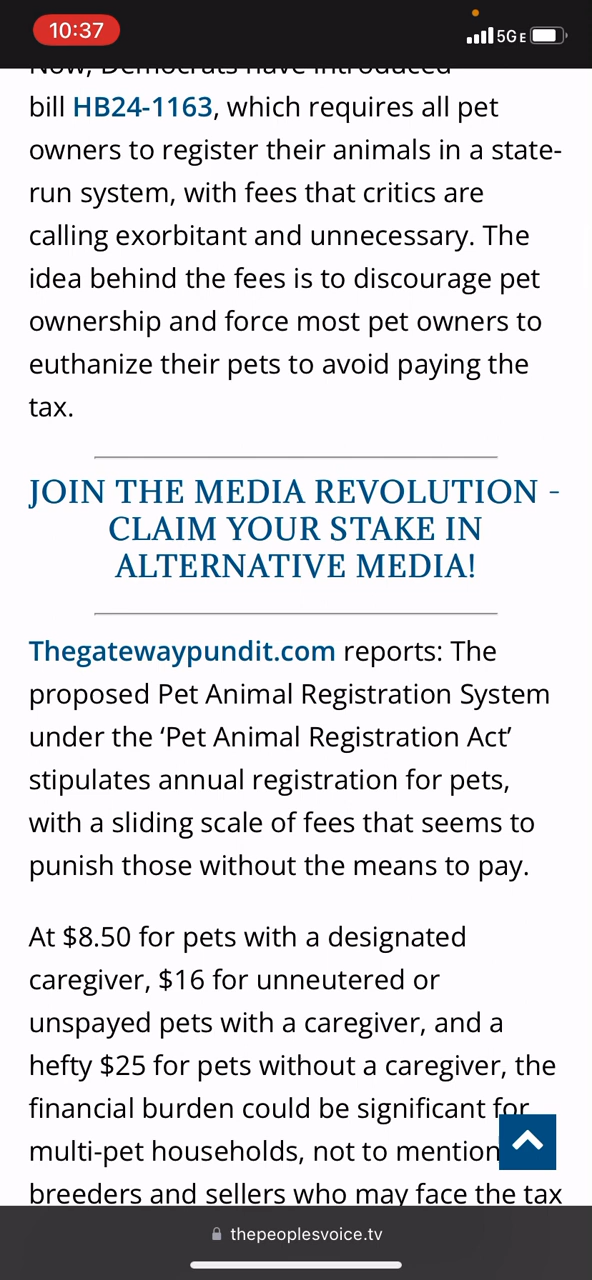 10:37
5GE
Now, Democrats have introduced
bill HB24-1163, which requires all pet
owners to register their animals in a state-
run system, with fees that critics are
calling exorbitant and unnecessary. The
idea behind the fees is to discourage pet
ownership and force most pet owners to
euthanize their pets to avoid paying the
tax.
JOIN THE MEDIA REVOLUTION -
CLAIM YOUR STAKE IN
ALTERNATIVE MEDIA!
Thegatewaypundit.com reports: The
proposed Pet Animal Registration System
under the ‘Pet Animal Registration Act’
stipulates annual registration for pets,
with a sliding scale of fees that seems to
punish those without the means to pay.
At $8.50 for pets with a designated
caregiver, $16 for unneutered or
unspayed pets with a caregiver, and a
hefty $25 for pets without a caregiver, the
financial burden could be significant for
multi-pet households, not to mention
breeders and sellers who may face the tax
thepeoplesvoice.tv